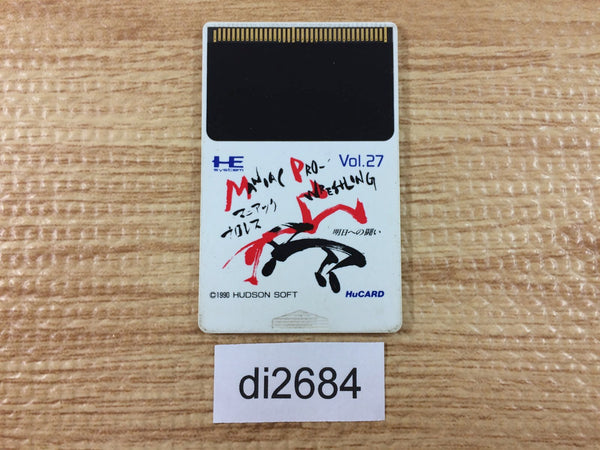 HE system
Vol.27
MANIAC PRO-WRESTLING
マニアック
プロレス
明日への闘い
©1990 HUDSON SOFT
HuCARD
di2684